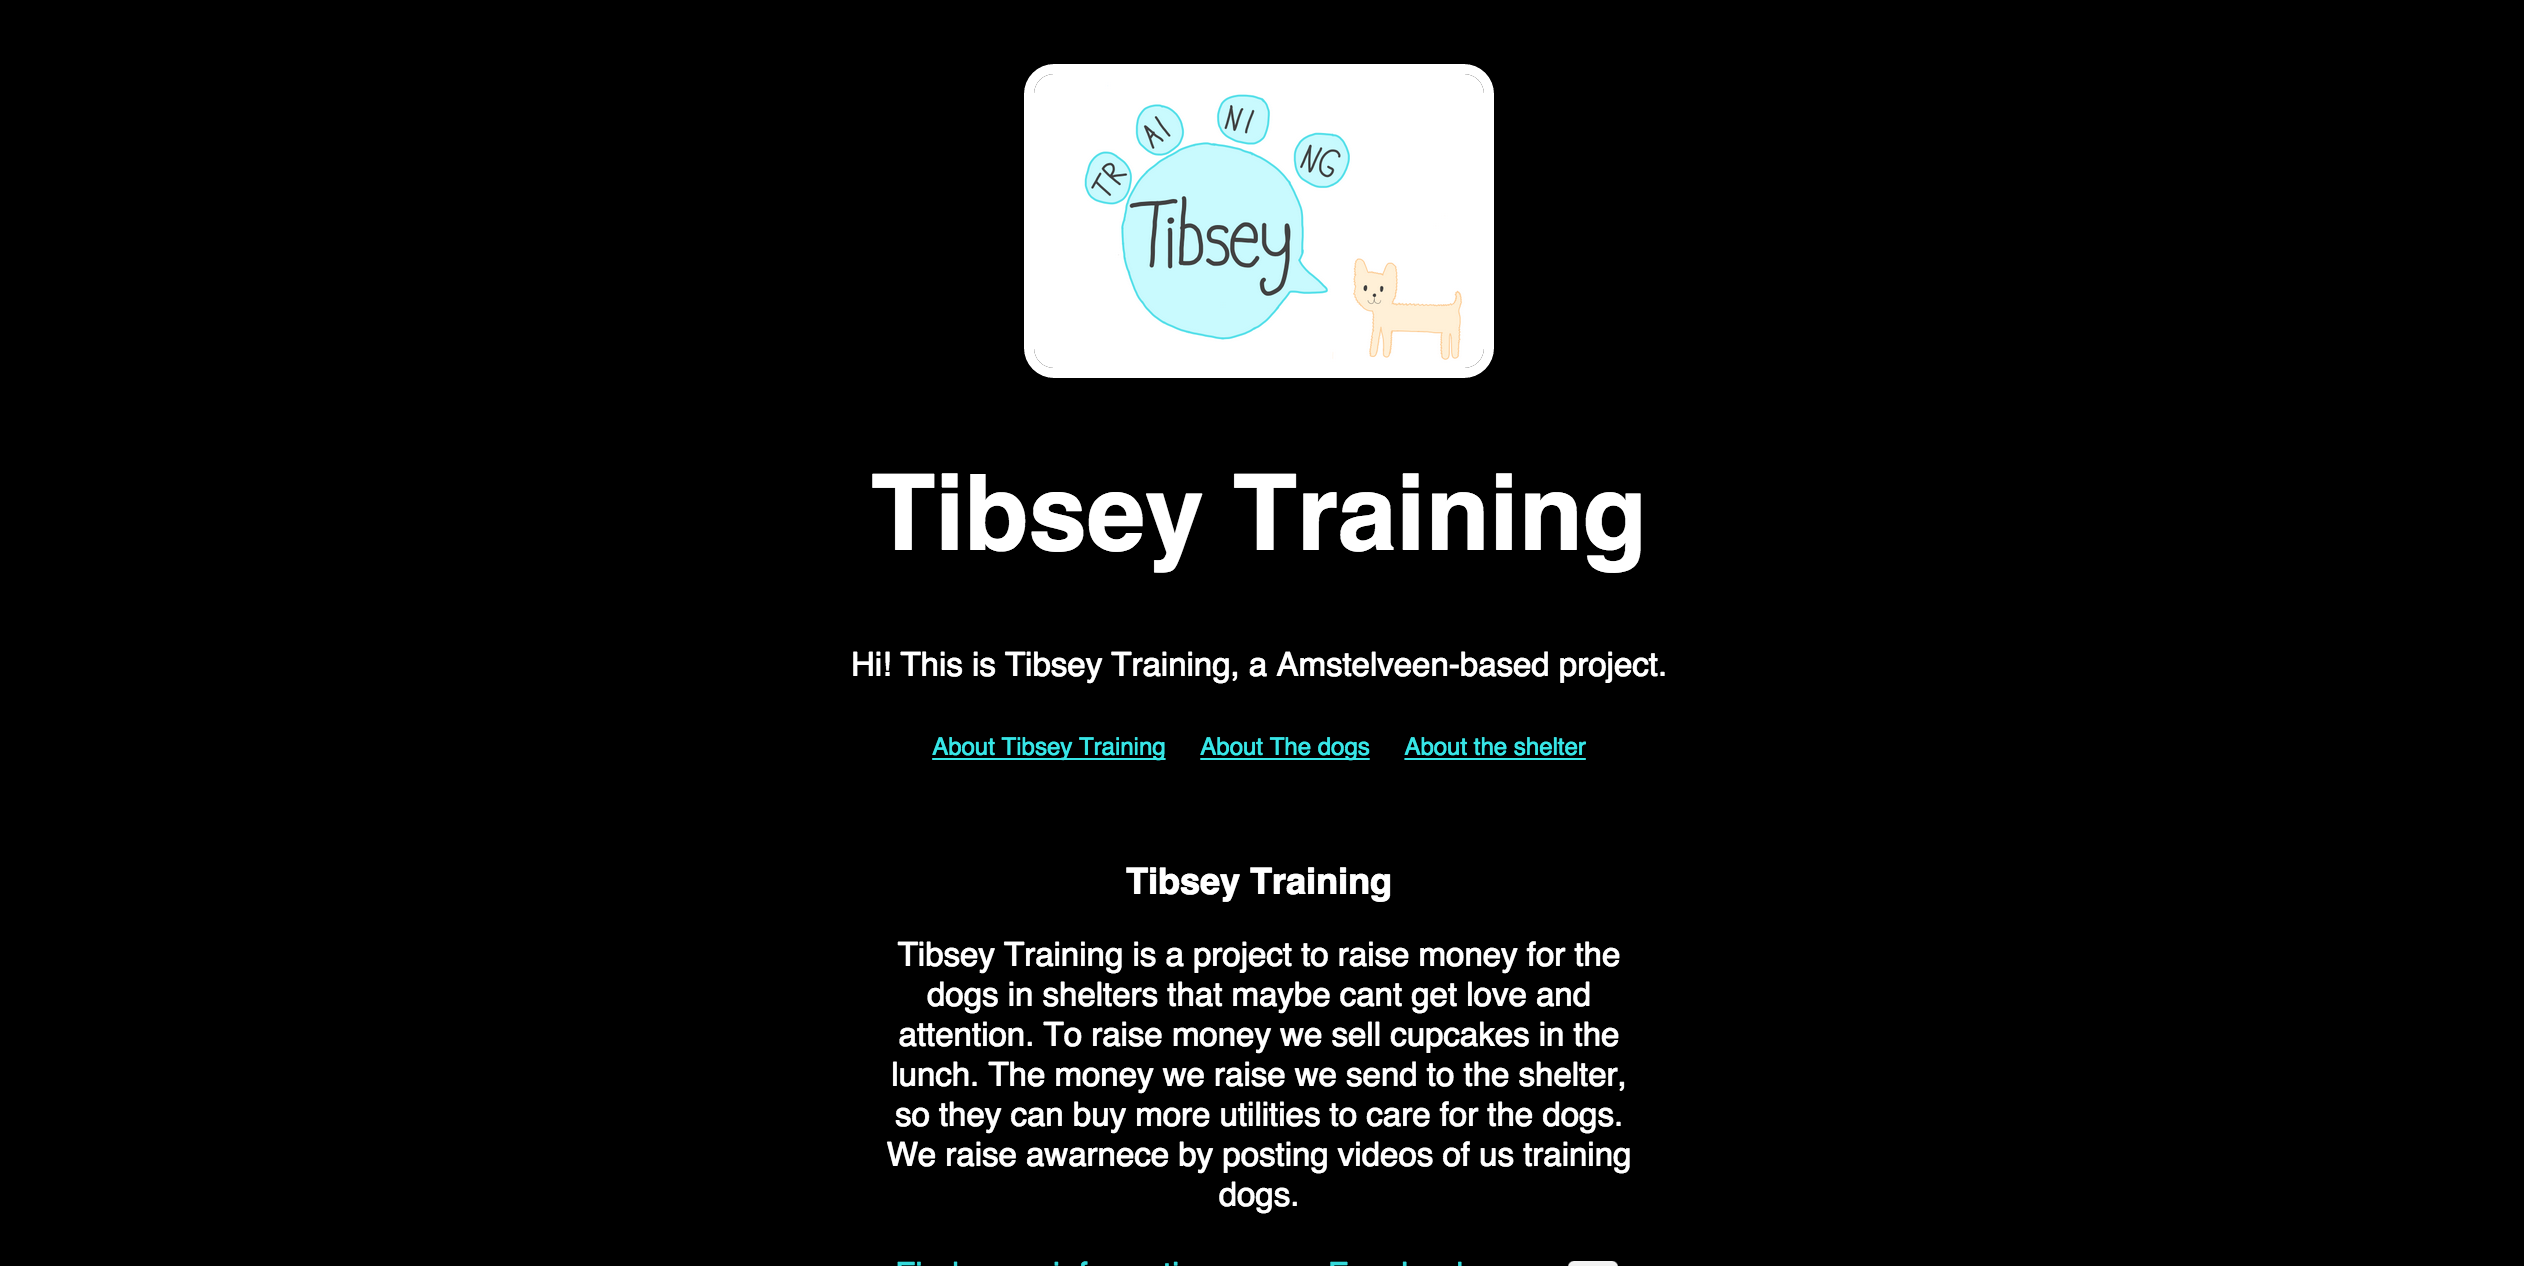 TR AI NI NG
Tibsey
Tibsey Training
Hi! This is Tibsey Training, a Amstelveen-based project.
About Tibsey Training About The dogs About the shelter
Tibsey Training
Tibsey Training is a project to raise money for the
dogs in shelters that maybe cant get love and
attention. To raise money we sell cupcakes in the
lunch. The money we raise we send to the shelter,
so they can buy more utilities to care for the dogs.
We raise awarnece by posting videos of us training
dogs.